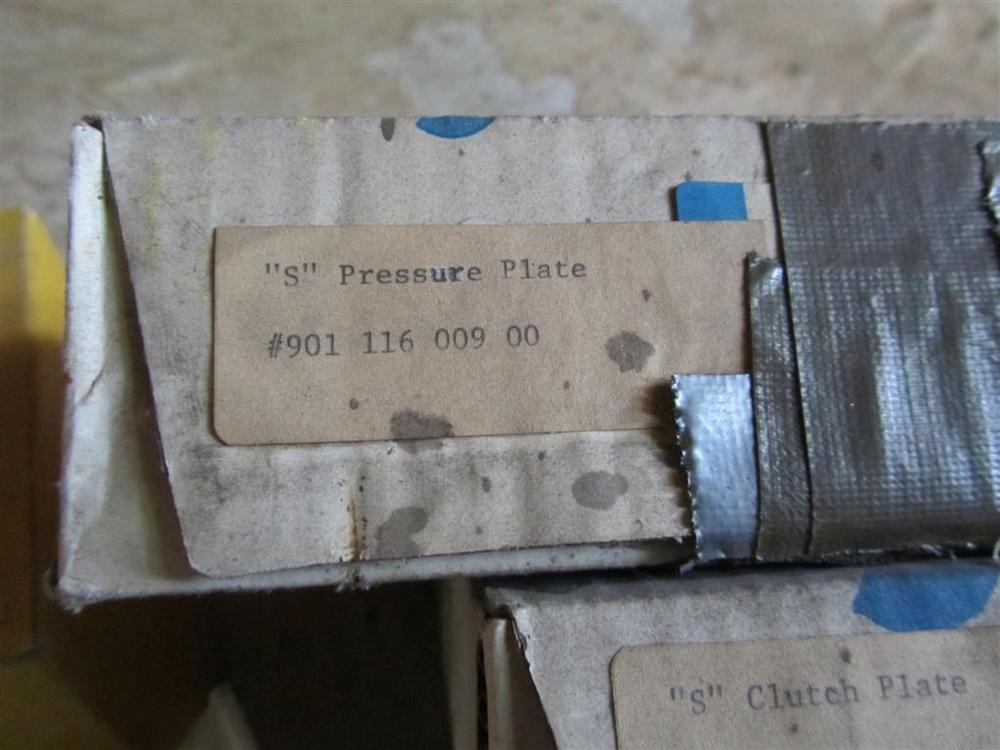 "S" Pressure Plate
#901 116 009 00
"S" Clutch Plate